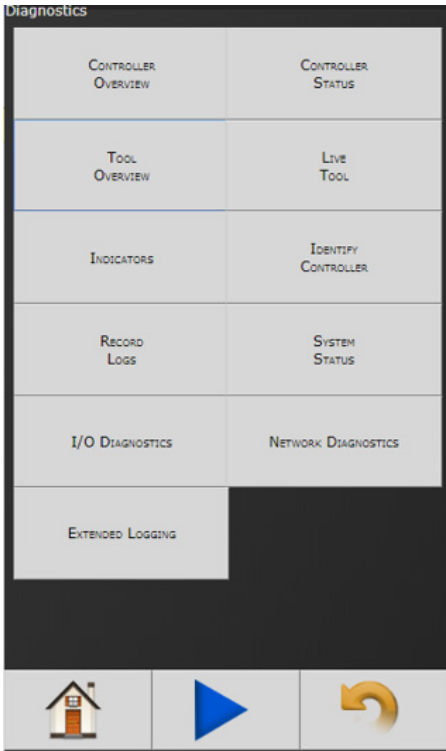 Diagnostics
Controller
Overview
Controller
Status
Tool
Overview
Live
Tool
Indicators
Identify
Controller
Record
Logs
System
Status
I/O Diagnostics
Network Diagnostics
Extended Logging